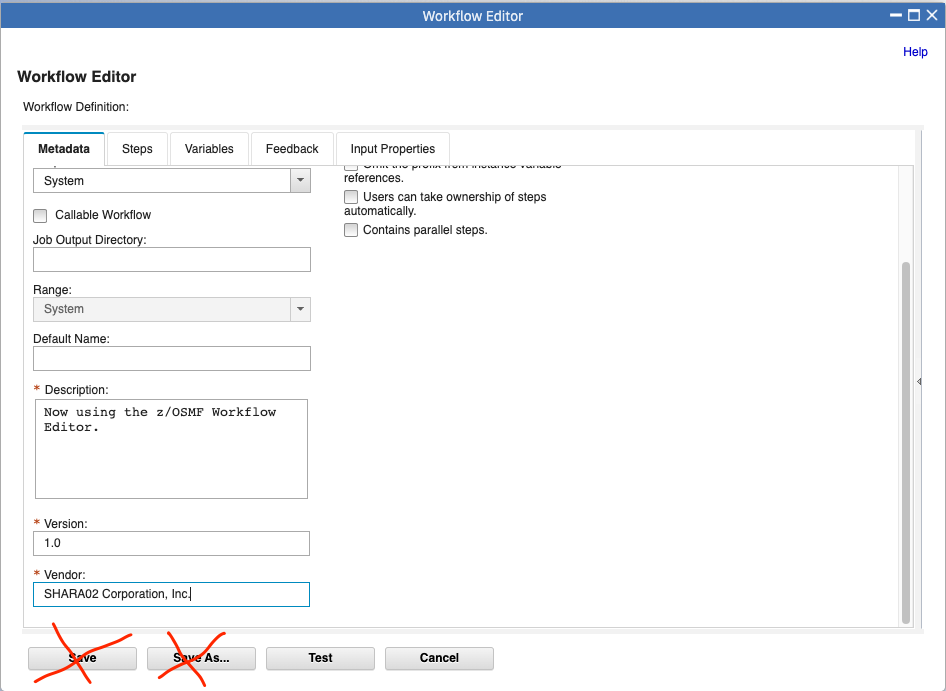 Workflow Editor
Help
Workflow Editor
Workflow Definition:
Metadata
Steps
Variables
Feedback
Input Properties
System
Callable Workflow
Job Output Directory:
Range:
System
Default Name:
* Description:
Now using the z/OSMF Workflow
Editor.
* Version:
1.0
* Vendor:
SHARA02 Corporation, Inc.
Omit the prefix from instance variable
references.
Users can take ownership of steps
automatically.
Contains parallel steps.
Save
Save As...
Test
Cancel